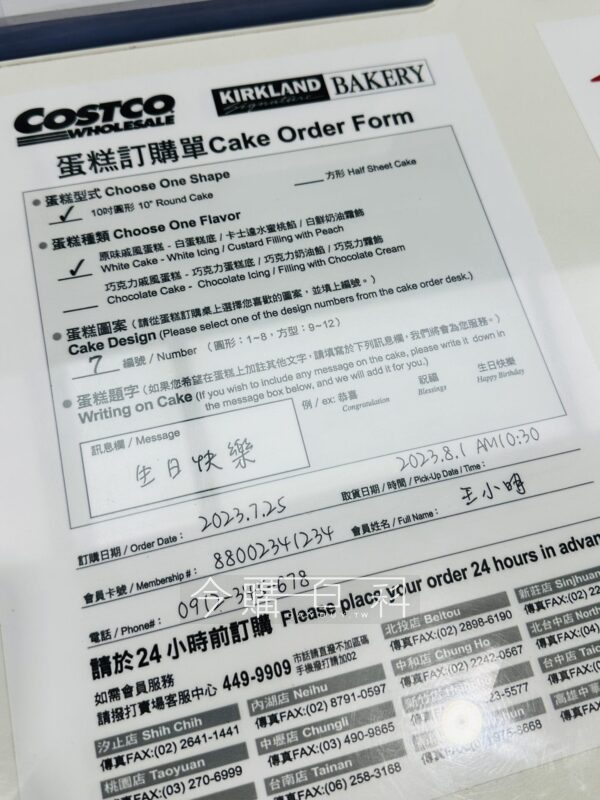 COSTCO
WHOLESALE
KIRKLAND
Signature
BAKERY
蛋糕訂購單Cake Order Form
• 蛋糕型式 Choose One Shape
✓ 10吋圓形 10" Round Cake
方形 Half Sheet Cake
• 蛋糕種類 Choose One Flavor
✓ 原味戚風蛋糕 - 白蛋糕底 / 卡士達水蜜桃餡 / 白鮮奶油霜飾
White Cake - White Icing / Custard Filling with Peach
巧克力戚風蛋糕 - 巧克力蛋糕底 / 巧克力奶油餡 / 巧克力霜飾
Chocolate Cake - Chocolate Icing / Filling with Chocolate Cream
• 蛋糕圖案 (請從蛋糕訂購桌上選擇您喜歡的圖案，並填上編號。)
Cake Design (Please select one of the design numbers from the cake order desk.)
7 編號 / Number (圓形：1~8，方型：9~12)
• 蛋糕題字 (如果您希望在蛋糕上加註其他文字，請填寫於下列訊息欄，我們將會為您服務。)
Writing on Cake (If you wish to include any message on the cake, please write it down in
the message box below, and we will add it for you.)
例 / ex: 恭喜 祝福 生日快樂
Congratulation Blessings Happy Birthday
訊息欄 / Message
生日快樂
訂購日期 / Order Date : 2023.7.25
取貨日期 / 時間 / Pick-Up Date / Time : 2023.8.1 AM10:30
會員卡號 / Membership # : 88002341234
會員姓名 / Full Name : 王小明
電話 / Phone# :
今購百科
請於24小時前訂購 Please place your order 24 hours in advan
如需會員服務
請撥打賣場客服中心 449-9909 市話請直撥不加區碼
手機撥打請加02
汐止店 Shih Chih
傳真FAX:(02) 2641-1441
桃園店 Taoyuan
傳真FAX:(03) 270-6999
內湖店 Neihu
傳真FAX:(02) 8791-0597
中壢店 Chungli
傳真FAX:(03) 490-9865
台南店 Tainan
傳真FAX:(06) 258-3168
北投店 Beitou
傳真FAX:(02) 2898-6190
中和店 Chung Ho
傳真FAX:(02) 2242-0567
新莊店 Sinjhuan
傳真FAX:(02) 22
北台中店 North
傳真FAX:(04)
台中店 Taic
傳真FAX:
高雄中華